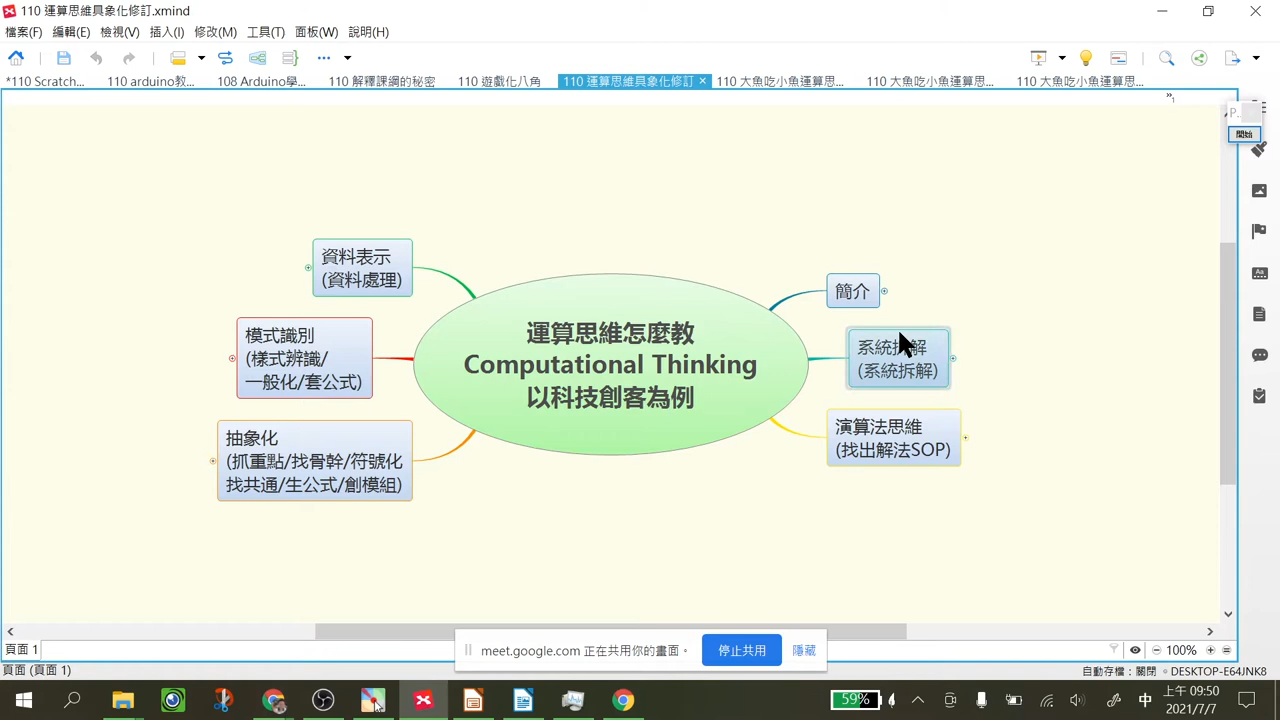 110 運算思維具象化修訂.xmind
檔案(F) 編輯(E) 檢視(V) 插入(I) 修改(M) 工具(T) 面板(W) 說明(H)
*110 Scratch... 110 arduino教... 108 Arduino學... 110 解釋課綱的秘密 110 遊戲化八角 110 運算思維具象化修訂 110 大魚吃小魚運算思... 110 大魚吃小魚運算思... 110 大魚吃小魚運算思...
»1
P..
開始
資料表示
(資料處理)
模式識別
(樣式辨識/
一般化/套公式)
抽象化
(抓重點/找骨幹/符號化
找共通/生公式/創模組)
運算思維怎麼教
Computational Thinking
以科技創客為例
簡介
系統拆解
(系統拆解)
演算法思維
(找出解法SOP)
頁面 1
100%
meet.google.com 正在共用你的畫面。 停止共用 隱藏
頁面 (頁面 1)
自動存檔：關閉 DESKTOP-E64JNK8
59%
中
上午 09:50
2021/7/7